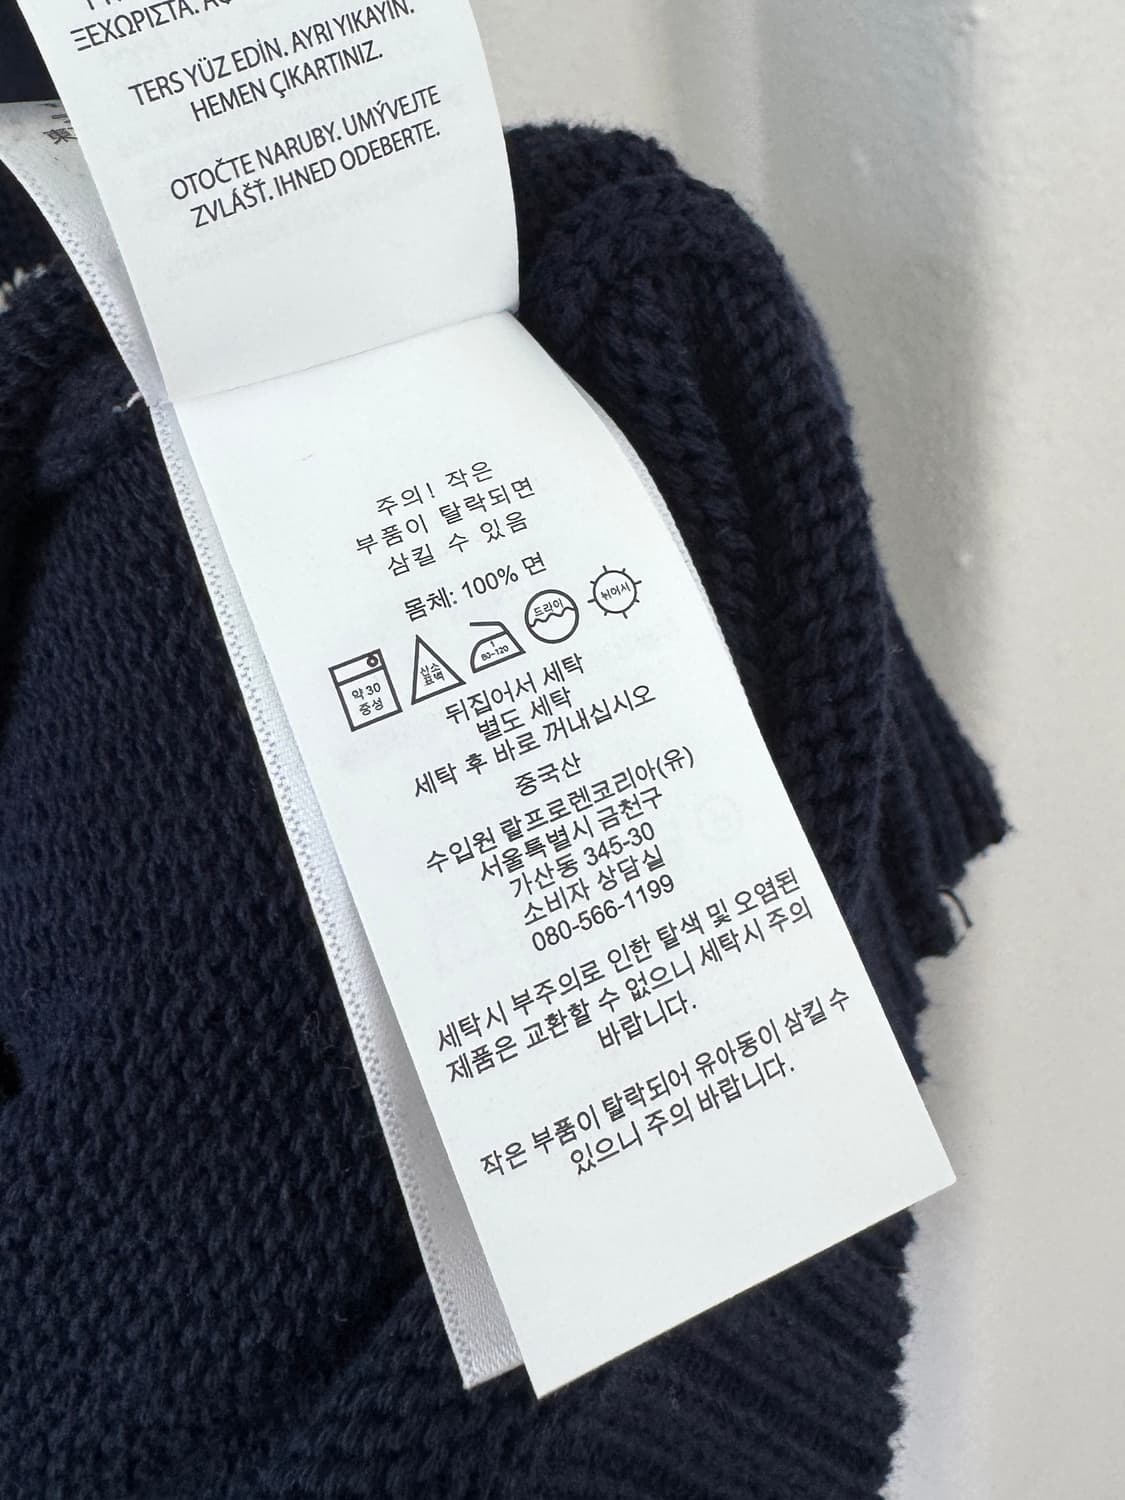 ΞΕΧΩΡΙΣΤΑ.
TERS YÜZ EDİN. AYRI YIKAYIN.
HEMEN ÇIKARTINIZ.
OTOČTE NARUBY. UMÝVEJTE
ZVLÁŠŤ. IHNED ODEBERTE.
주의! 작은
부품이 탈락되면
삼킬 수 있음
몸체: 100% 면
약 30
중성
산소
표백
1
80-120
드라이
뉘어서
뒤집어서 세탁
별도 세탁
세탁 후 바로 꺼내십시오
중국산
수입원 랄프로렌코리아(유)
서울특별시 금천구
가산동 345-30
소비자 상담실
080-566-1199
세탁시 부주의로 인한 탈색 및 오염된
제품은 교환할 수 없으니 세탁시 주의
바랍니다.
작은 부품이 탈락되어 유아동이 삼킬 수
있으니 주의 바랍니다.